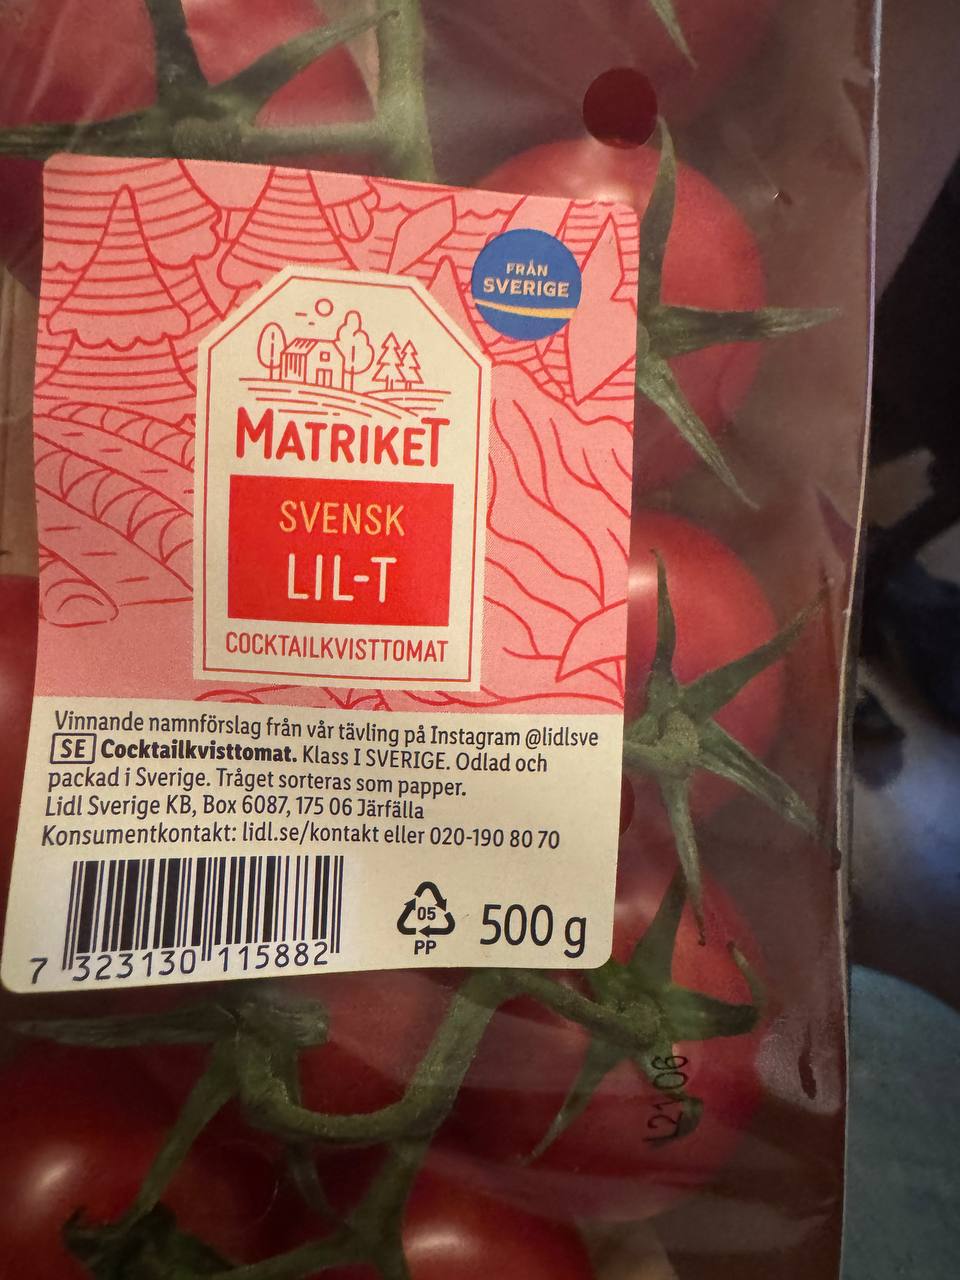 FRÅN
SVERIGE
MATRIKET
SVENSK
LIL-T
COCKTAILKVISTTOMAT
Vinnande namnförslag från vår tävling på Instagram @lidlsve
SE Cocktailkvisttomat. Klass I SVERIGE. Odlad och
packad i Sverige. Tråget sorteras som papper.
Lidl Sverige KB, Box 6087, 175 06 Järfälla
Konsumentkontakt: lidl.se/kontakt eller 020-190 80 70
05
PP
500 g
7 323130 115882
L21/06